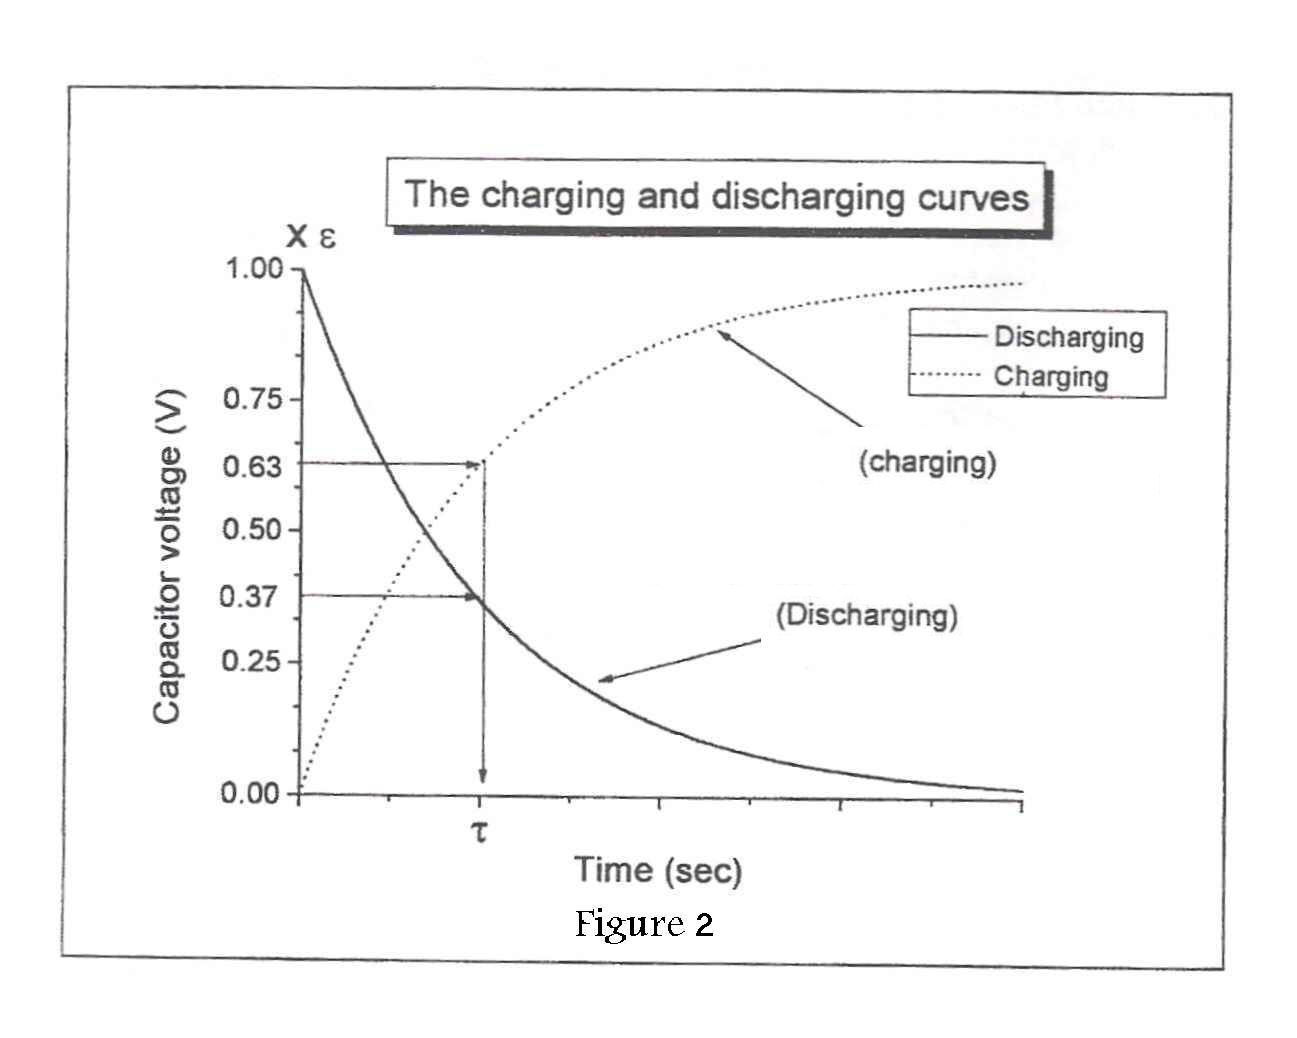 The charging and discharging curves
X ε
1.00
0.75
0.63
0.50
0.37
0.25
0.00
Capacitor voltage (V)
Discharging
Charging
(charging)
(Discharging)
τ
Time (sec)
Figure 2